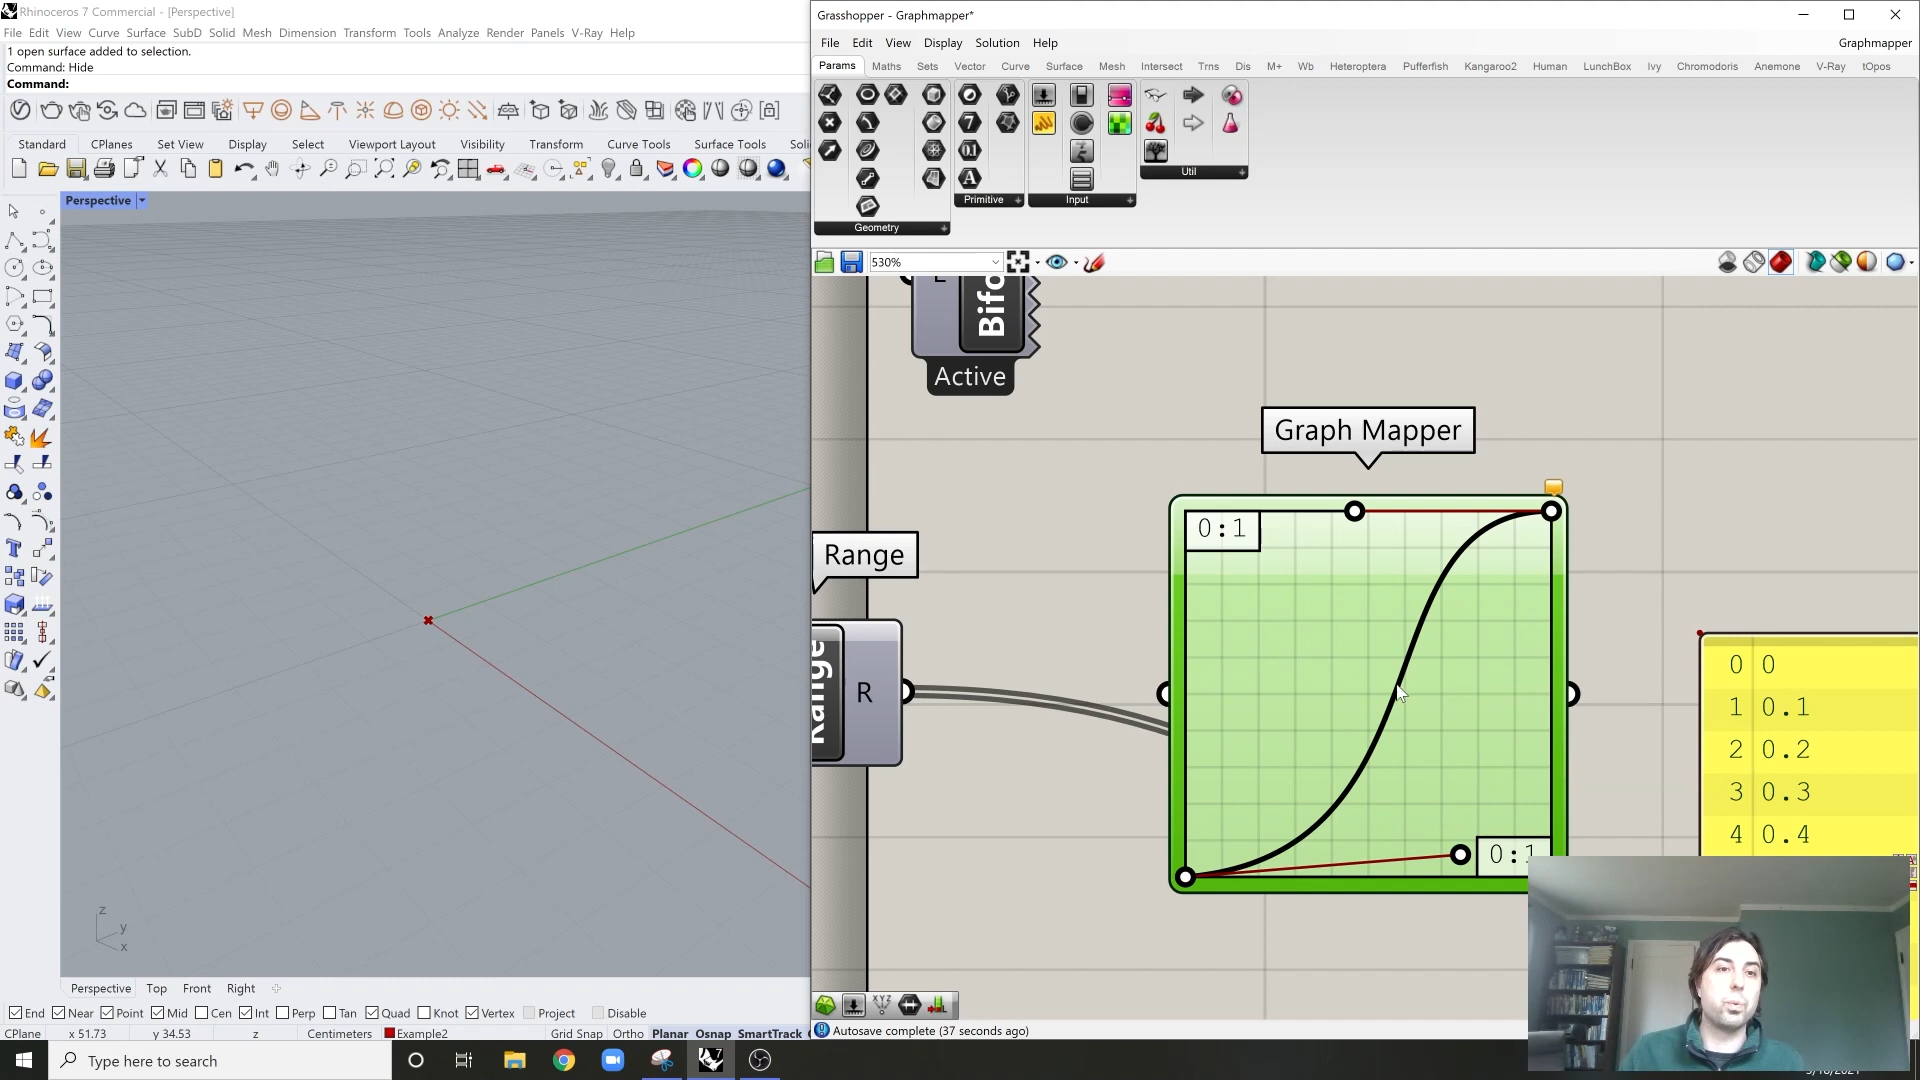 Rhinoceros 7 Commercial - [Perspective]
File Edit View Curve Surface SubD Solid Mesh Dimension Transform Tools Analyze Render Panels V-Ray Help
1 open surface added to selection.
Command: Hide
Command:
Standard CPlanes Set View Display Select Viewport Layout Visibility Transform Curve Tools Surface Tools Soli
Perspective
z
y
x
Perspective Top Front Right
End Near Point Mid Cen Int Perp Tan Quad Knot Vertex Project Disable
CPlane x 51.73 y 34.53 z Centimeters Example2 Grid Snap Ortho Planar Osnap SmartTrack
Type here to search
Grasshopper - Graphmapper*
File Edit View Display Solution Help
Graphmapper
Params Maths Sets Vector Curve Surface Mesh Intersect Trns Dis M+ Wb Heteroptera Pufferfish Kangaroo2 Human LunchBox Ivy Chromodoris Anemone V-Ray tOpos
Geometry
Primitive
Input
Util
530%
Bifo
Active
Graph Mapper
Range
Range
R
0:1
0:1
0 0
1 0.1
2 0.2
3 0.3
4 0.4
Autosave complete (37 seconds ago)